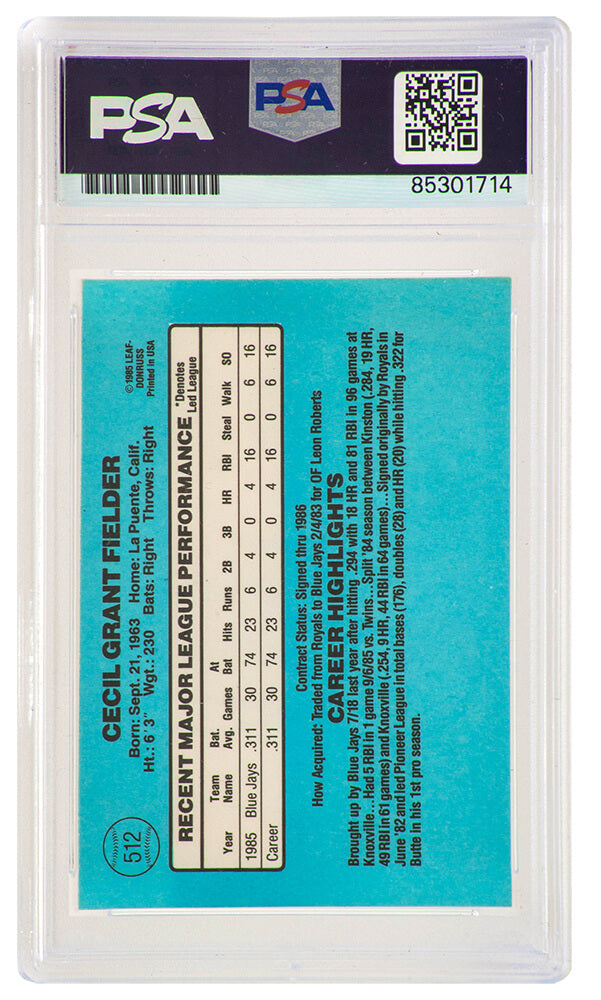 PSA
PSA
85301714
512
CECIL GRANT FIELDER
Born: Sept. 21, 1963 Home: La Puente, Calif.
Ht.: 6'3" Wgt.: 230 Bats: Right Throws: Right
© 1985 LEAF-
DONRUSS
Printed in USA
RECENT MAJOR LEAGUE PERFORMANCE
*Denotes
Led League
Year Team Name Bat. Avg. Games At Bat Hits Runs 2B 3B HR RBI Steal Walk SO
1985 Blue Jays .311 30 74 23 6 4 0 4 16 0 6 16
Career .311 30 74 23 6 4 0 4 16 0 6 16
Contract Status: Signed thru 1986
How Acquired: Traded from Royals to Blue Jays 2/4/83 for OF Leon Roberts
CAREER HIGHLIGHTS
Brought up by Blue Jays 7/18 last year after hitting .294 with 18 HR and 81 RBI in 96 games at
Knoxville...Had 5 RBI in 1 game 9/6/85 vs. Twins...Split '84 season between Kinston (.284, 19 HR,
49 RBI in 61 games) and Knoxville (.254, 9 HR, 44 RBI in 64 games)...Signed originally by Royals in
June '82 and led Pioneer League in total bases (176), doubles (28) and HR (20) while hitting .322 for
Butte in his 1st pro season.